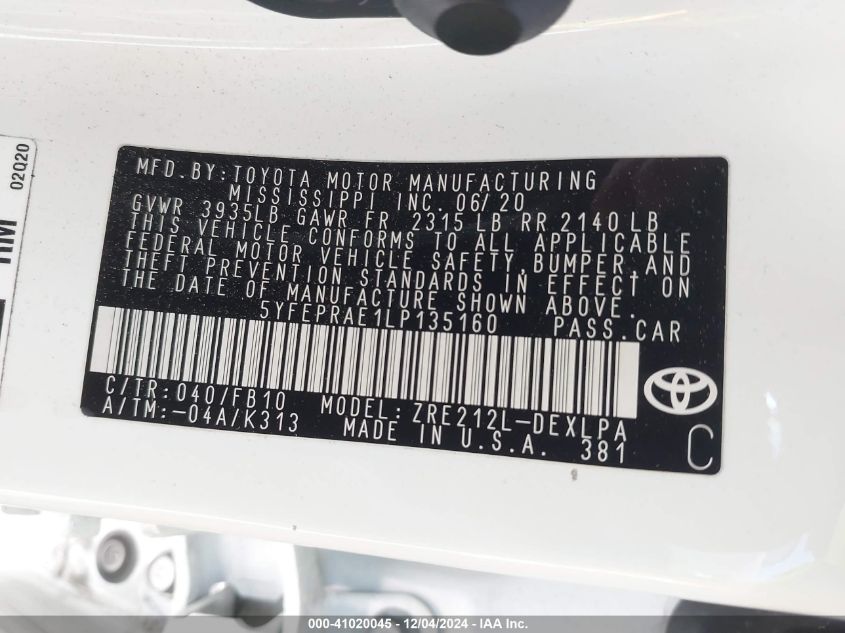 02Q20
MFD. BY: TOYOTA MOTOR MANUFACTURING
MISSISSIPPI INC. 06/20
GVWR 3935LB GAWR FR 2315 LB RR 2140 LB
THIS VEHICLE CONFORMS TO ALL APPLICABLE
FEDERAL MOTOR VEHICLE SAFETY, BUMPER, AND
THEFT PREVENTION STANDARDS IN EFFECT ON
THE DATE OF MANUFACTURE SHOWN ABOVE.
5YFEPRAE1LP135160 PASS. CAR
C/TR: 040/FB10 MODEL: ZRE212L-DEXLPA
A/TM: -04A/K313 MADE IN U.S.A. 381
C
000-41020045 - 12/04/2024 - IAA Inc.